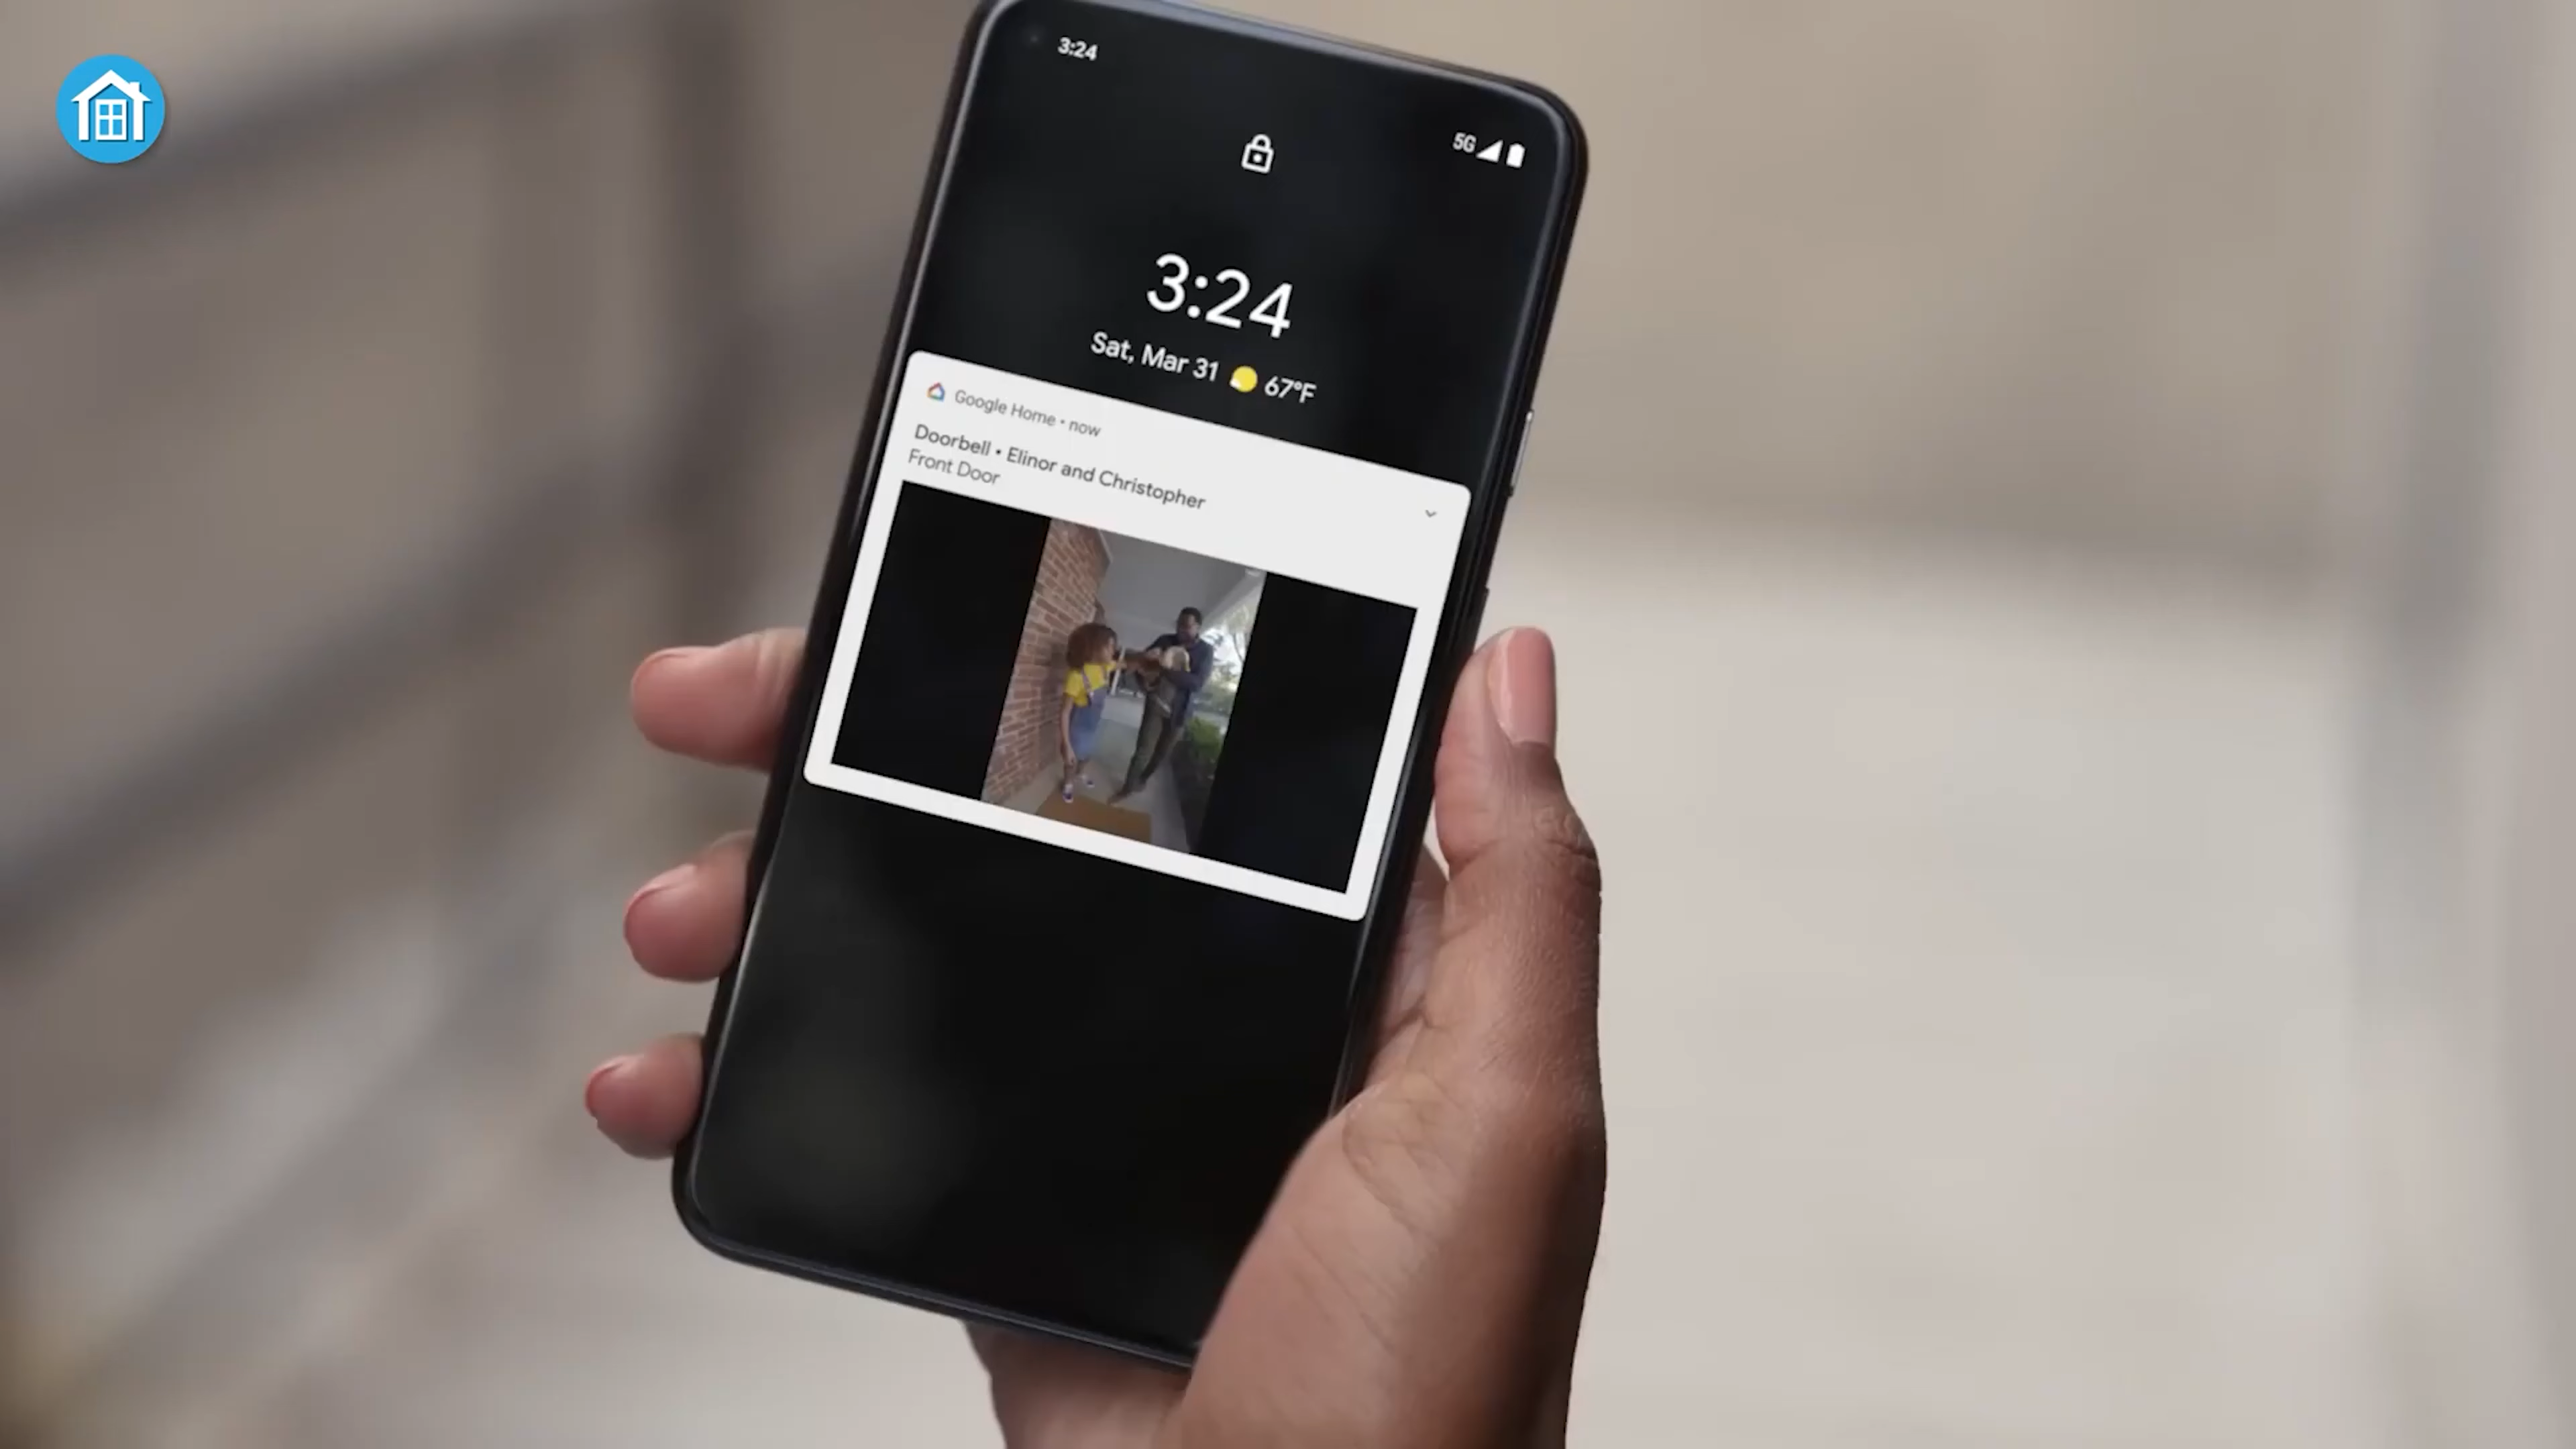 3:24
5G
3:24
Sat, Mar 31 67°F
Google Home • now
Doorbell • Elinor and Christopher
Front Door